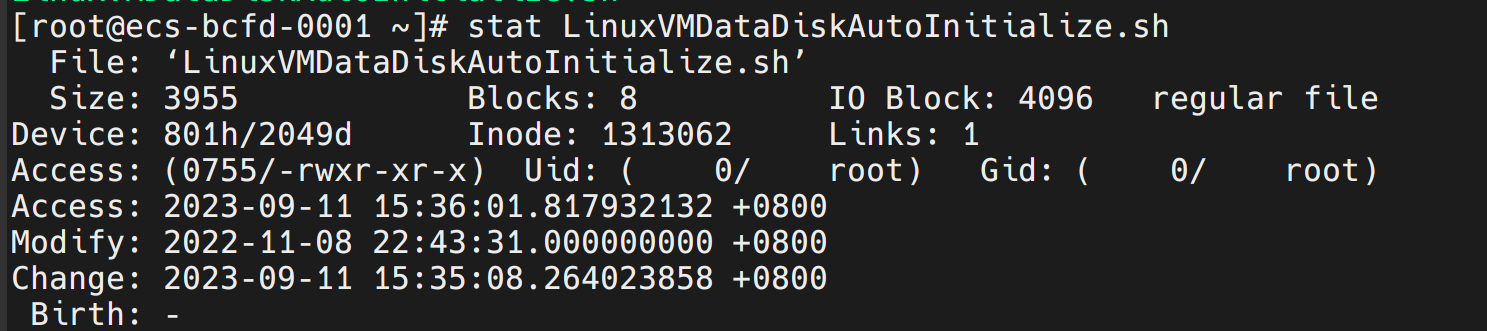 LinuxVMDataDiskAutoInitialize.sh
[root@ecs-bcfd-0001 ~]# stat LinuxVMDataDiskAutoInitialize.sh
  File: ‘LinuxVMDataDiskAutoInitialize.sh’
  Size: 3955            Blocks: 8          IO Block: 4096   regular file
Device: 801h/2049d      Inode: 1313062     Links: 1
Access: (0755/-rwxr-xr-x)  Uid: (    0/    root)   Gid: (    0/    root)
Access: 2023-09-11 15:36:01.817932132 +0800
Modify: 2022-11-08 22:43:31.000000000 +0800
Change: 2023-09-11 15:35:08.264023858 +0800
 Birth: -